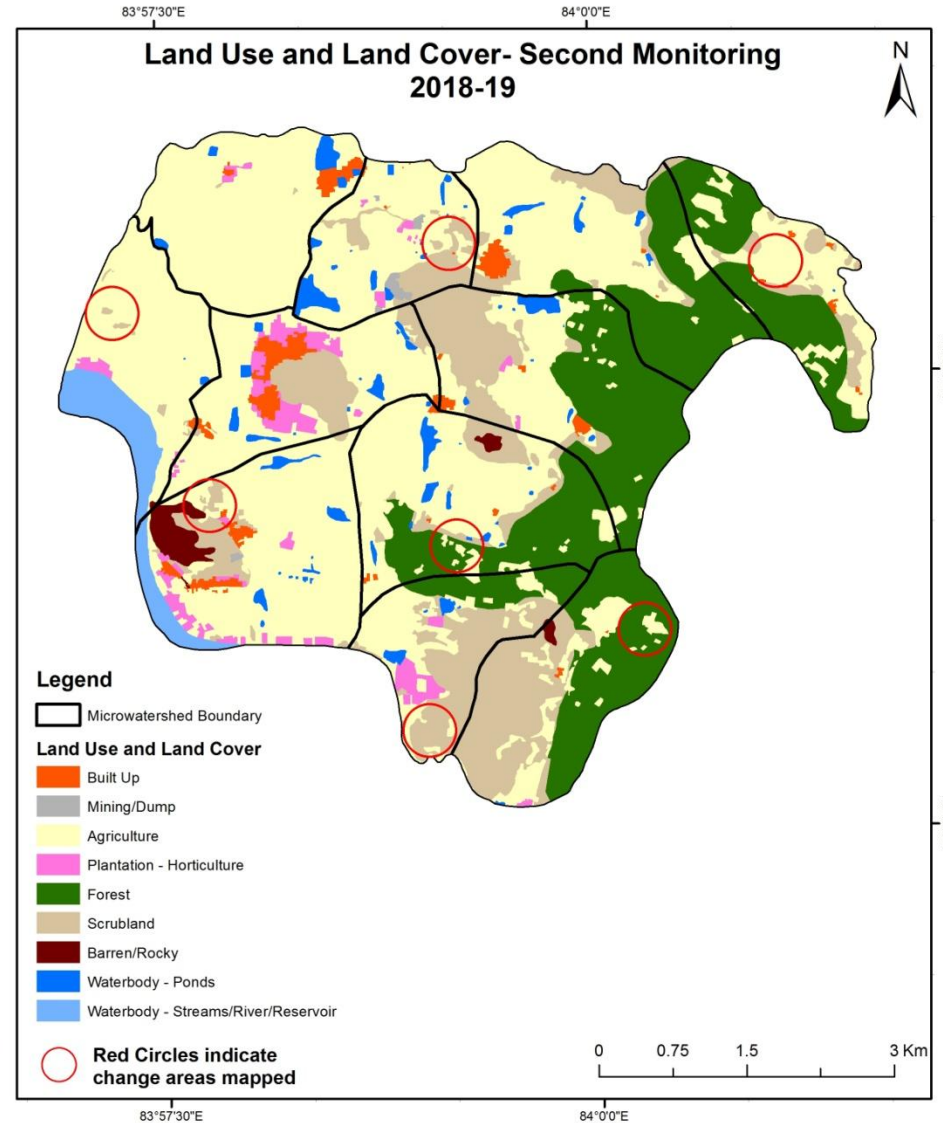 83°57'30"E
84°0'0"E
Land Use and Land Cover- Second Monitoring
2018-19
N
Legend
Microwatershed Boundary
Land Use and Land Cover
Built Up
Mining/Dump
Agriculture
Plantation - Horticulture
Forest
Scrubland
Barren/Rocky
Waterbody - Ponds
Waterbody - Streams/River/Reservoir
Red Circles indicate
change areas mapped
0 0.75 1.5 3 Km
83°57'30"E
84°0'0"E